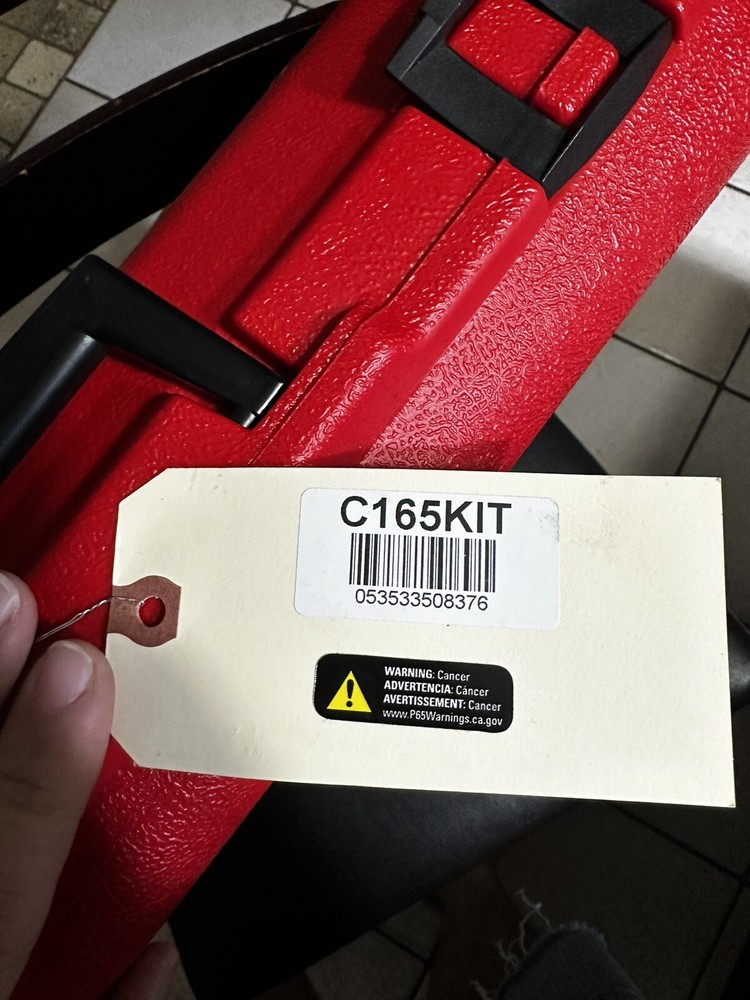 C165KIT
053533508376
WARNING: Cancer
ADVERTENCIA: Cáncer
AVERTISSEMENT: Cancer
www.P65Warnings.ca.gov